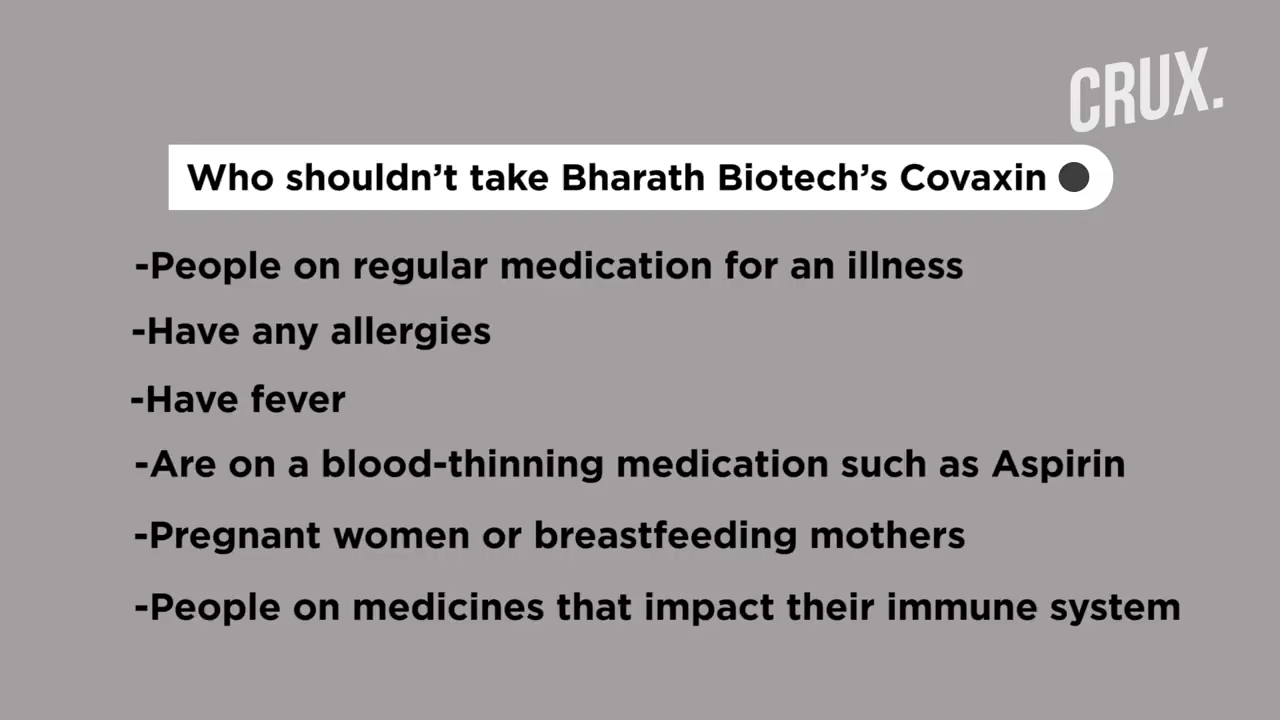 CRUX.
Who shouldn't take Bharath Biotech's Covaxin
-People on regular medication for an illness
-Have any allergies
-Have fever
-Are on a blood-thinning medication such as Aspirin
-Pregnant women or breastfeeding mothers
-People on medicines that impact their immune system